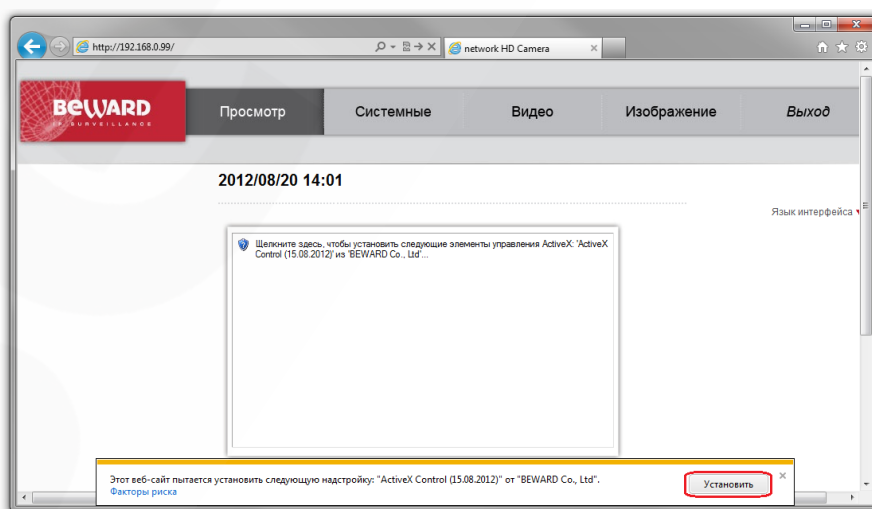 http://192.168.0.99/
network HD Camera
BEWARD
IP SURVEILLANCE
Просмотр
Системные
Видео
Изображение
Выход
2012/08/20 14:01
Язык интерфейса
Щелкните здесь, чтобы установить следующие элементы управления ActiveX: 'ActiveX
Control (15.08.2012)' из 'BEWARD Co., Ltd'...
Этот веб-сайт пытается установить следующую надстройку: "ActiveX Control (15.08.2012)" от "BEWARD Co., Ltd".
Факторы риска
Установить